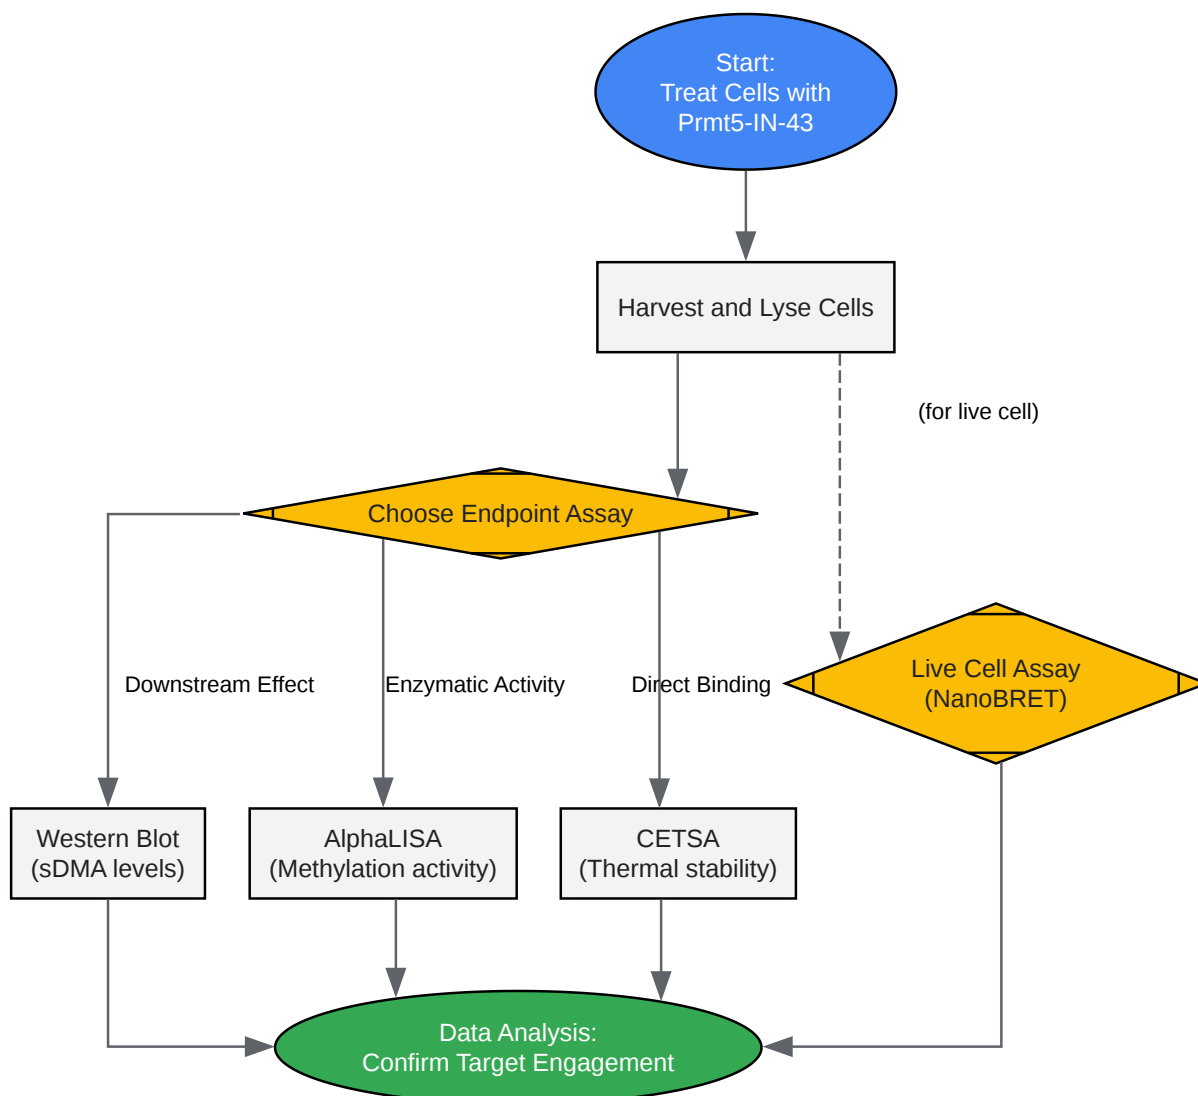 Start:
Treat Cells with
Prmt5-IN-43
Harvest and Lyse Cells
(for live cell)
Choose Endpoint Assay
Downstream Effect
Enzymatic Activity
Direct Binding
Live Cell Assay
(NanoBRET)
Western Blot
(sDMA levels)
AlphaLISA
(Methylation activity)
CETSA
(Thermal stability)
Data Analysis:
Confirm Target Engagement